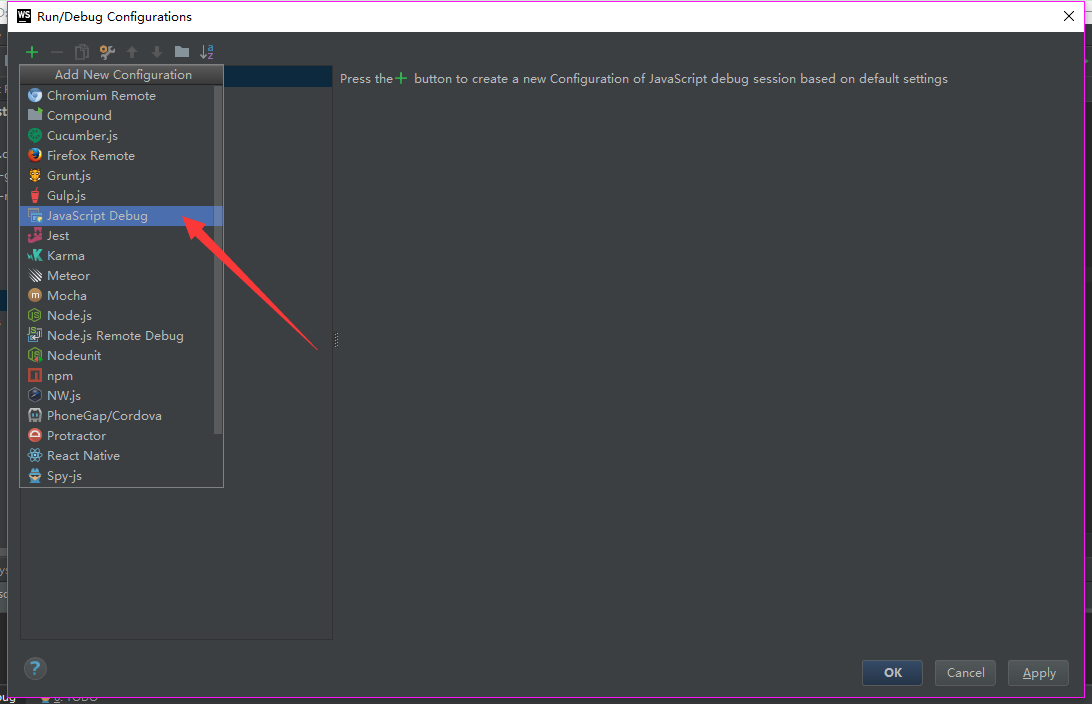 WS Run/Debug Configurations
Add New Configuration
Press the + button to create a new Configuration of JavaScript debug session based on default settings
Chromium Remote
Compound
Cucumber.js
Firefox Remote
Grunt.js
Gulp.js
JavaScript Debug
Jest
Karma
Meteor
Mocha
Node.js
Node.js Remote Debug
Nodeunit
npm
NW.js
PhoneGap/Cordova
Protractor
React Native
Spy-js
?
OK Cancel Apply